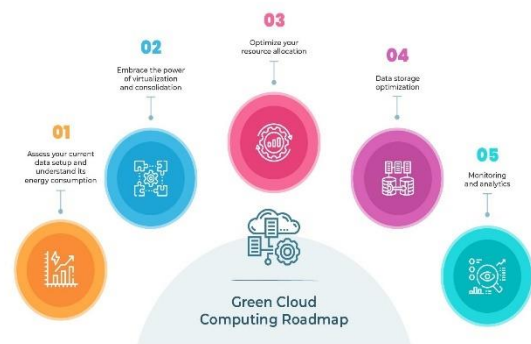 01
Assess your current
data setup and
understand its
energy consumption
02
Embrace the power
of virtualization
and consolidation
03
Optimize your
resource allocation
04
Data storage
optimization
05
Monitoring
and analytics
Green Cloud
Computing Roadmap